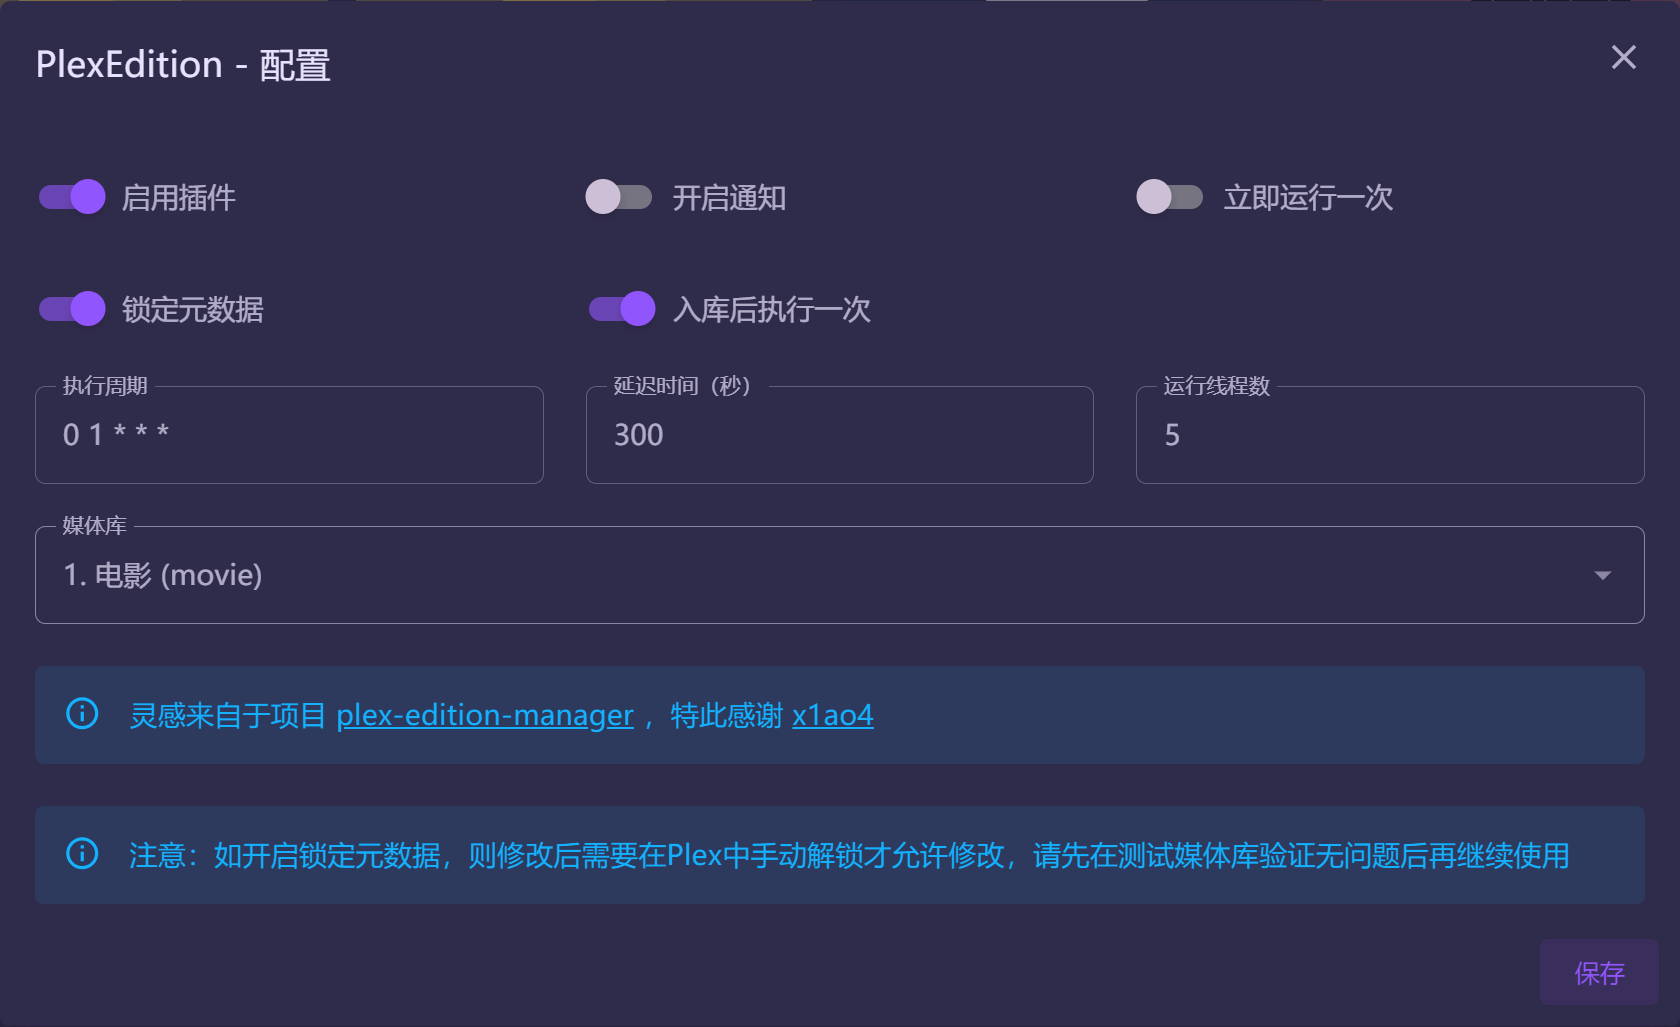 PlexEdition - 配置
启用插件
开启通知
立即运行一次
锁定元数据
入库后执行一次
执行周期
0 1 * * *
延迟时间（秒）
300
运行线程数
5
媒体库
1. 电影 (movie)
灵感来自于项目 plex-edition-manager ，特此感谢 x1ao4
注意：如开启锁定元数据，则修改后需要在Plex中手动解锁才允许修改，请先在测试媒体库验证无问题后再继续使用
保存